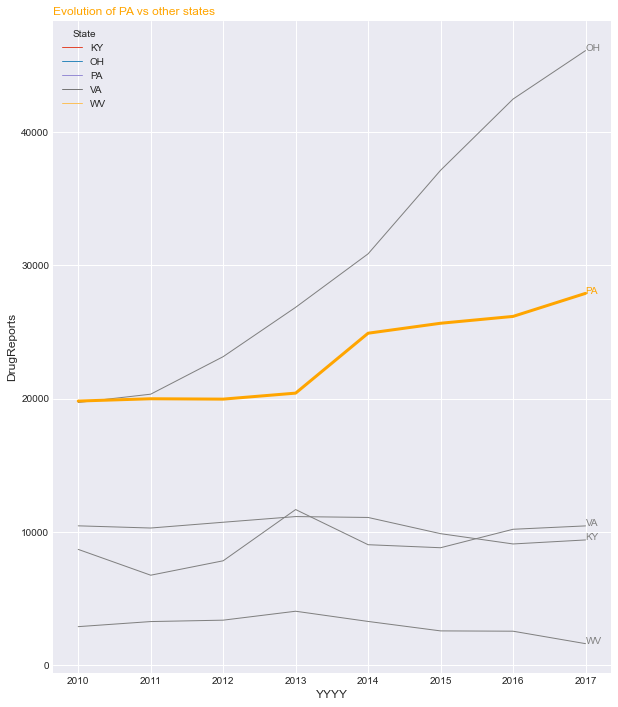 Evolution of PA vs other states
State
KY
OH
PA
VA
WV
OH
PA
VA
KY
WV
40000
30000
20000
10000
0
DrugReports
2010 2011 2012 2013 2014 2015 2016 2017
YYYY